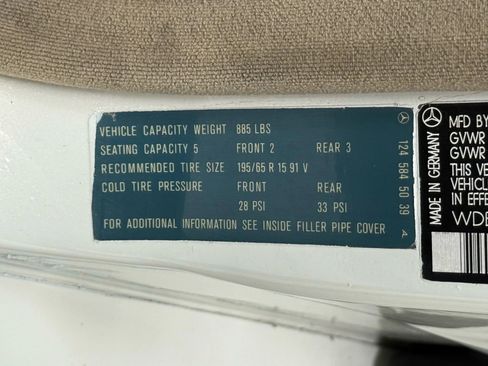 VEHICLE CAPACITY WEIGHT 885 LBS
SEATING CAPACITY 5 FRONT 2 REAR 3
RECOMMENDED TIRE SIZE 195/65 R 15 91 V
COLD TIRE PRESSURE FRONT REAR
28 PSI 33 PSI
FOR ADDITIONAL INFORMATION SEE INSIDE FILLER PIPE COVER
124 584 50 39 A
MADE IN GERMANY
MFD BY
GVWR
GVWR
THIS VE
VEHICL
IN EFFE
WDB